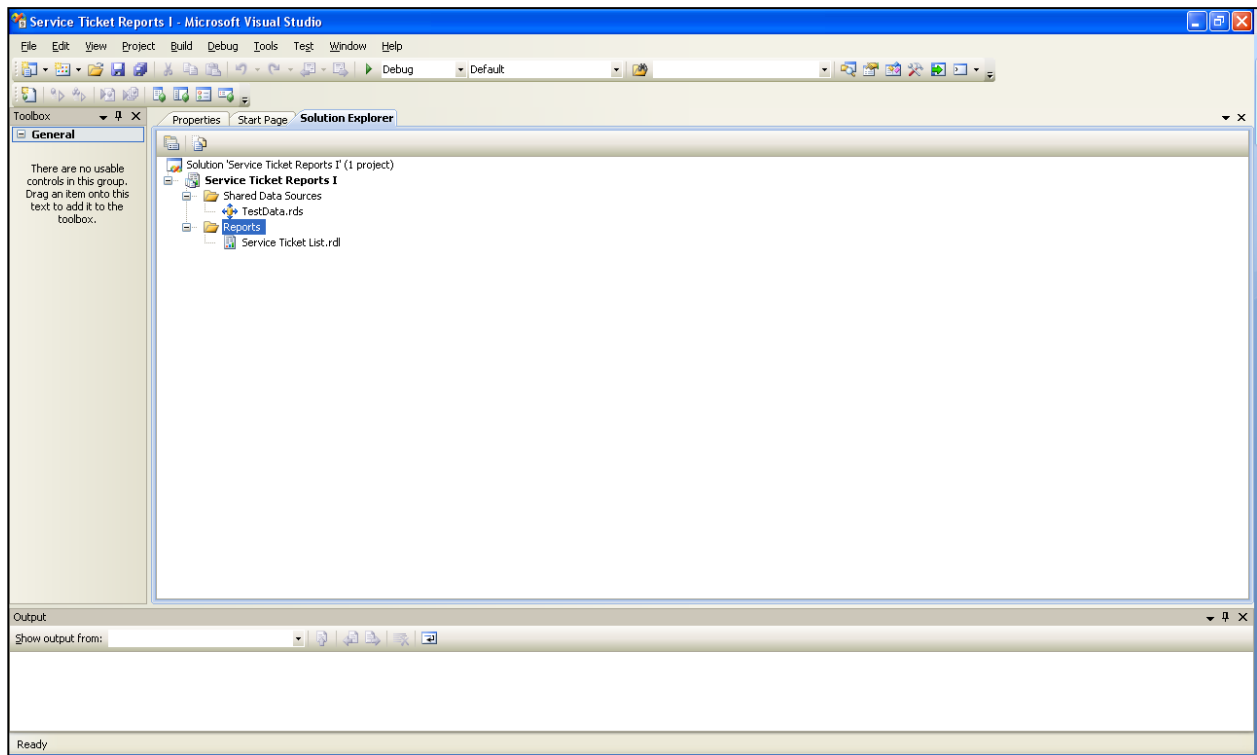 Service Ticket Reports I - Microsoft Visual Studio
File Edit View Project Build Debug Tools Test Window Help
Debug Default
Toolbox
Properties Start Page Solution Explorer
General
There are no usable
controls in this group.
Drag an item onto this
text to add it to the
toolbox.
Solution 'Service Ticket Reports I' (1 project)
Service Ticket Reports I
Shared Data Sources
TestData.rds
Reports
Service Ticket List.rdl
Output
Show output from:
Ready